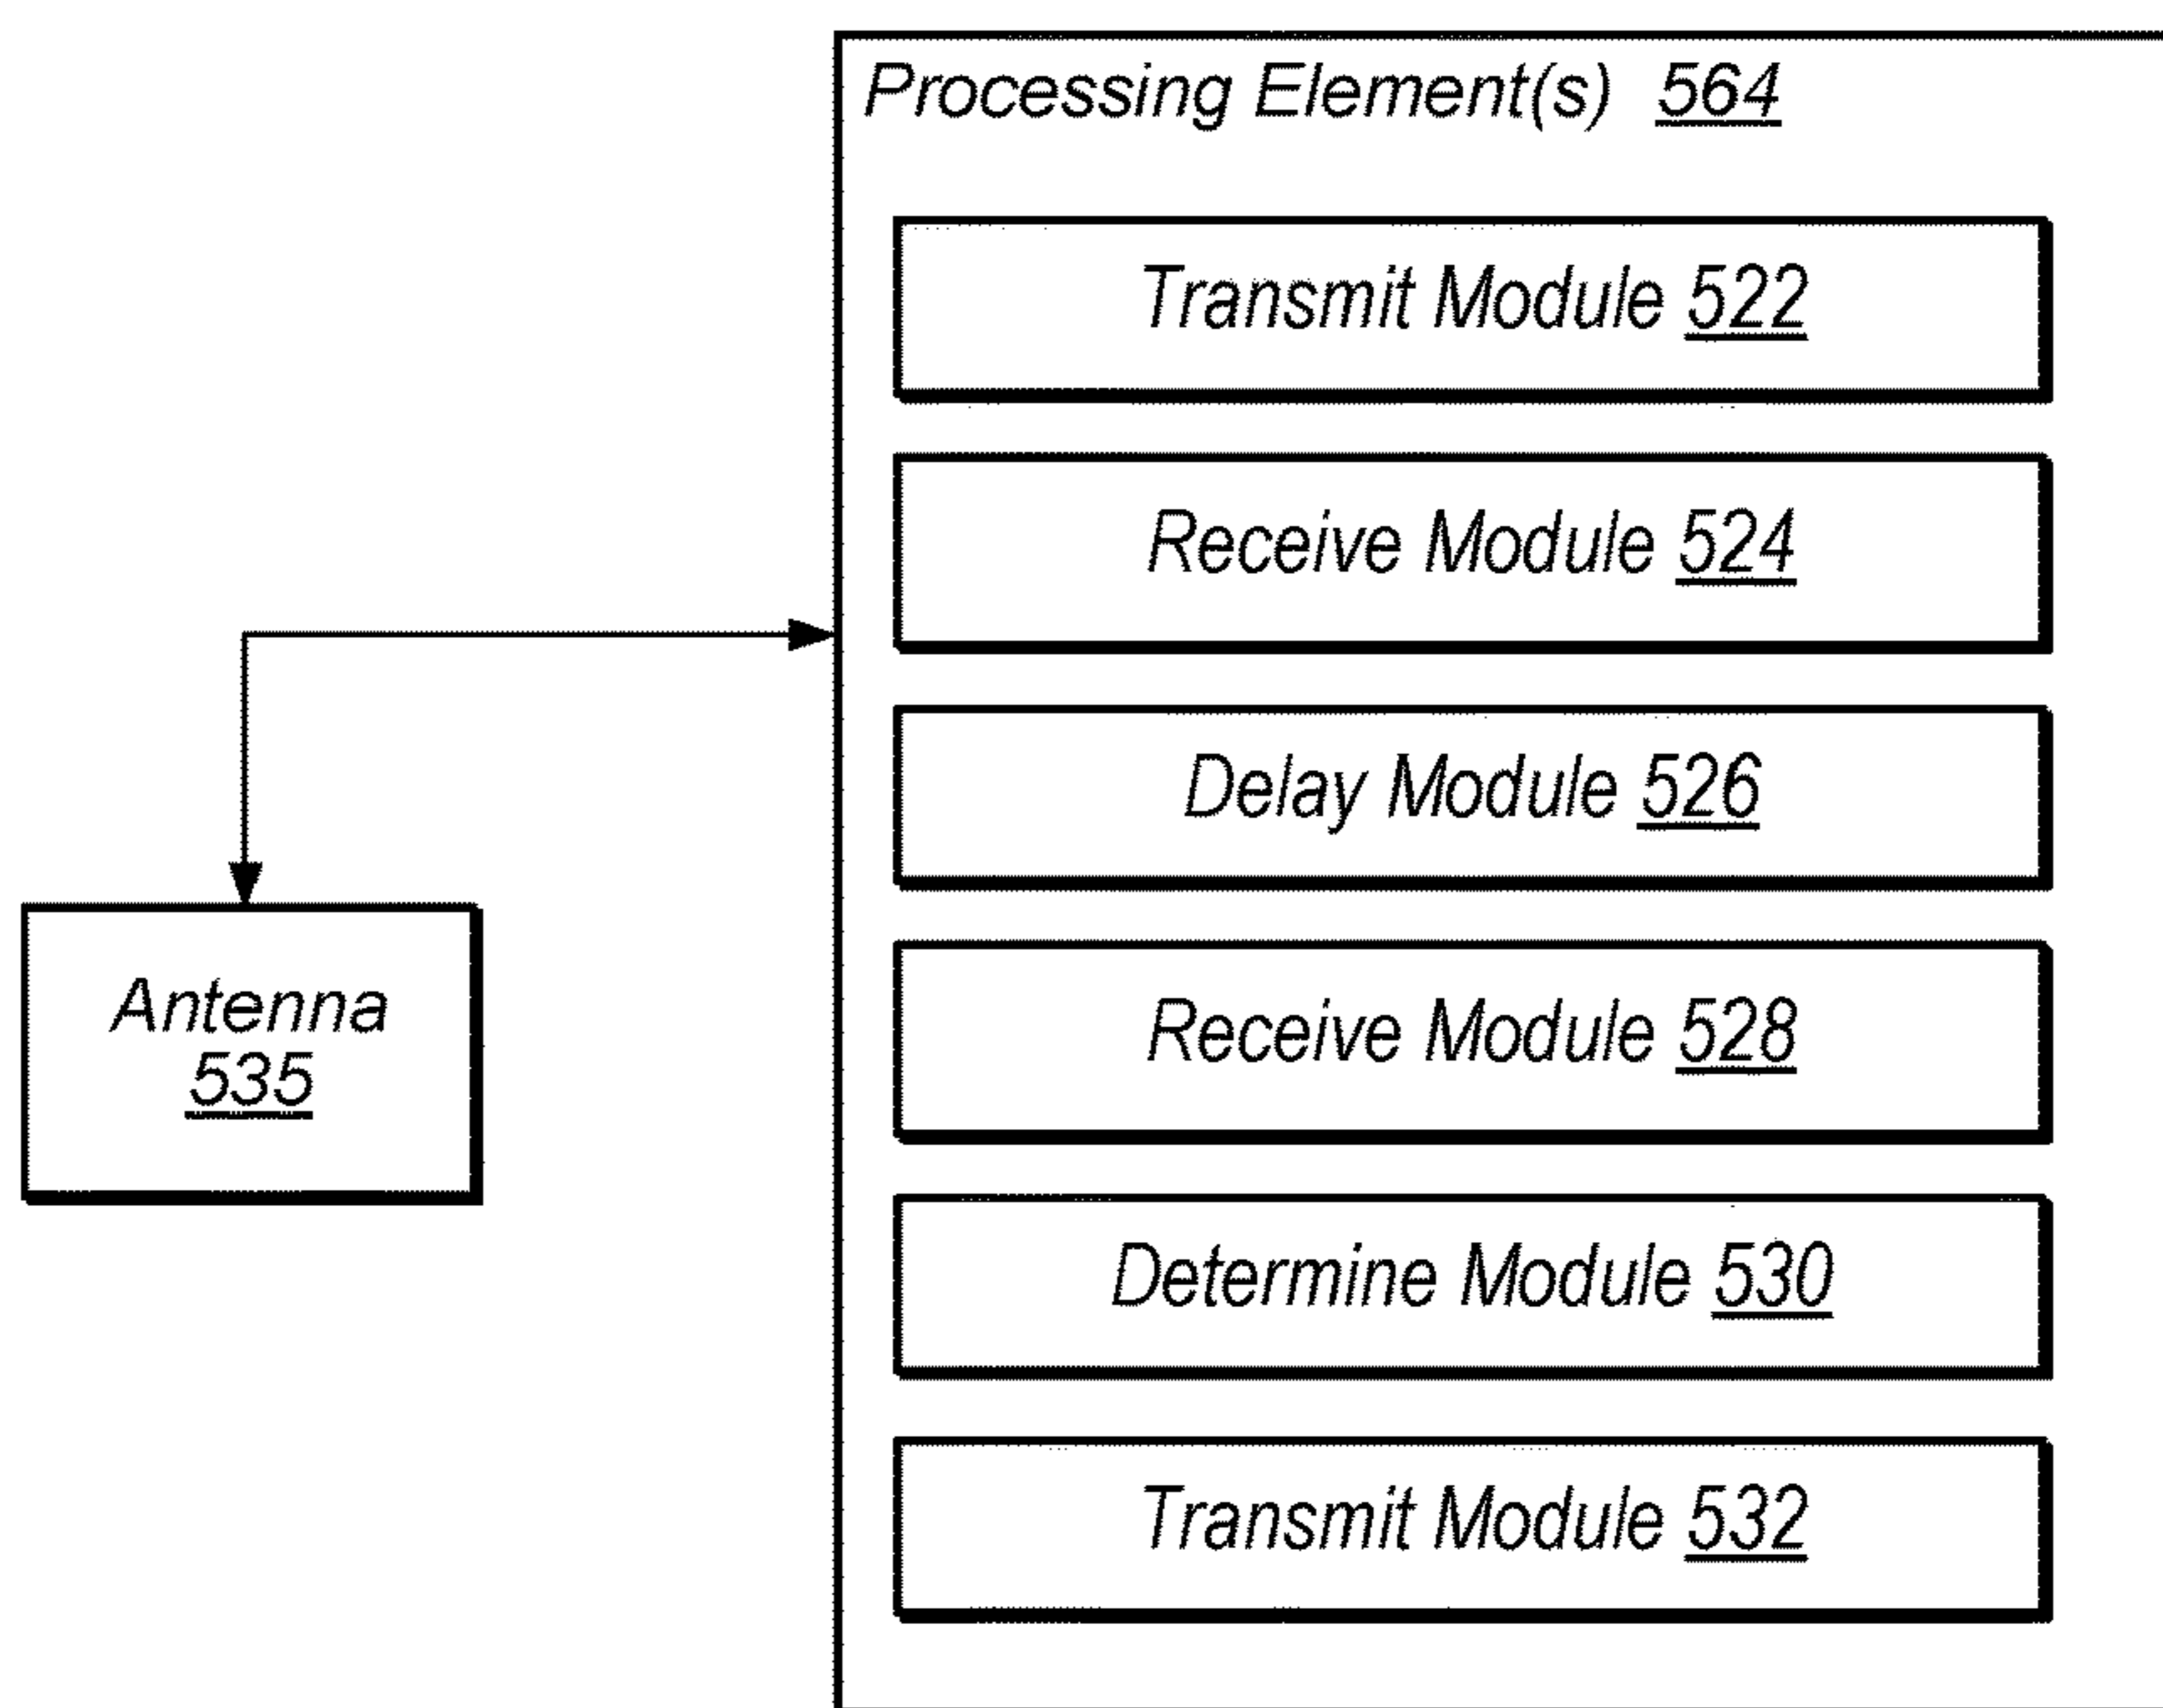 Processing Element(s) 564
Transmit Module 522
Receive Module 524
Delay Module 526
Receive Module 528
Determine Module 530
Transmit Module 532
Antenna
535